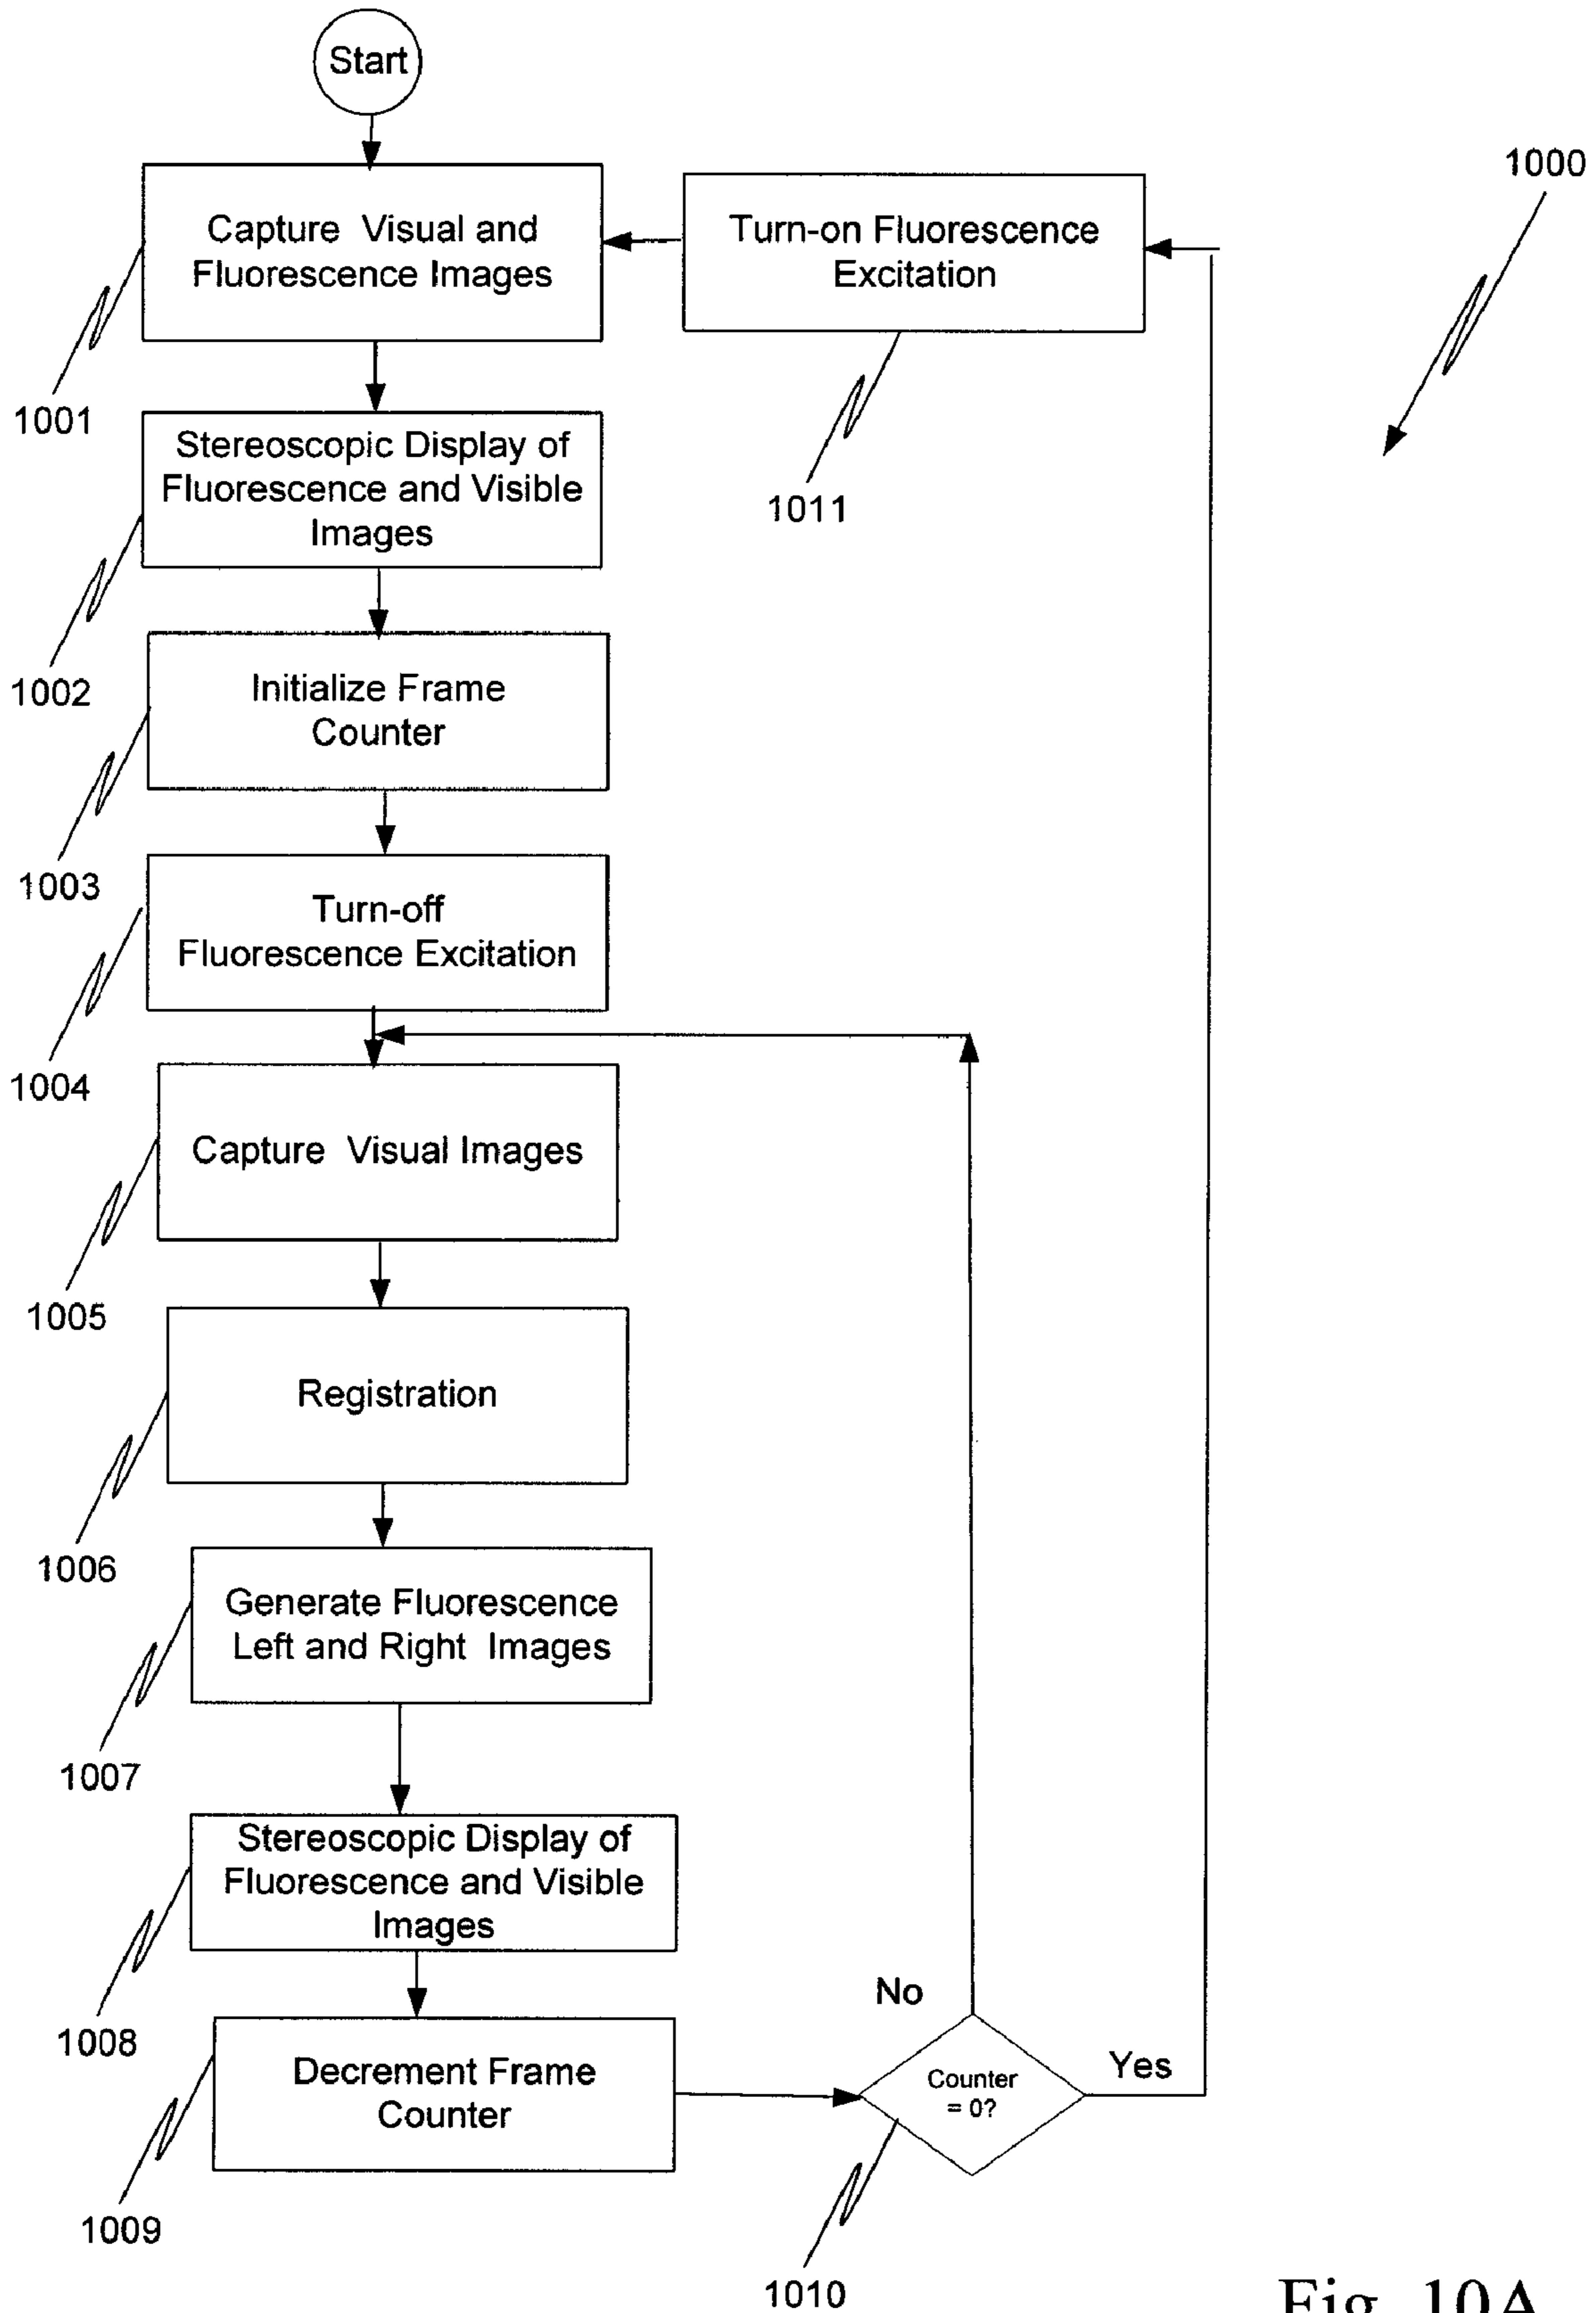 Start
Capture Visual and
Fluorescence Images
Turn-on Fluorescence
Excitation
1000
1001
1011
Stereoscopic Display of
Fluorescence and Visible
Images
1002
Initialize Frame
Counter
1003
Turn-off
Fluorescence Excitation
1004
Capture Visual Images
1005
Registration
1006
Generate Fluorescence
Left and Right Images
1007
Stereoscopic Display of
Fluorescence and Visible
Images
1008
Decrement Frame
Counter
1009
No
Counter
= 0?
Yes
1010
Fig. 10A